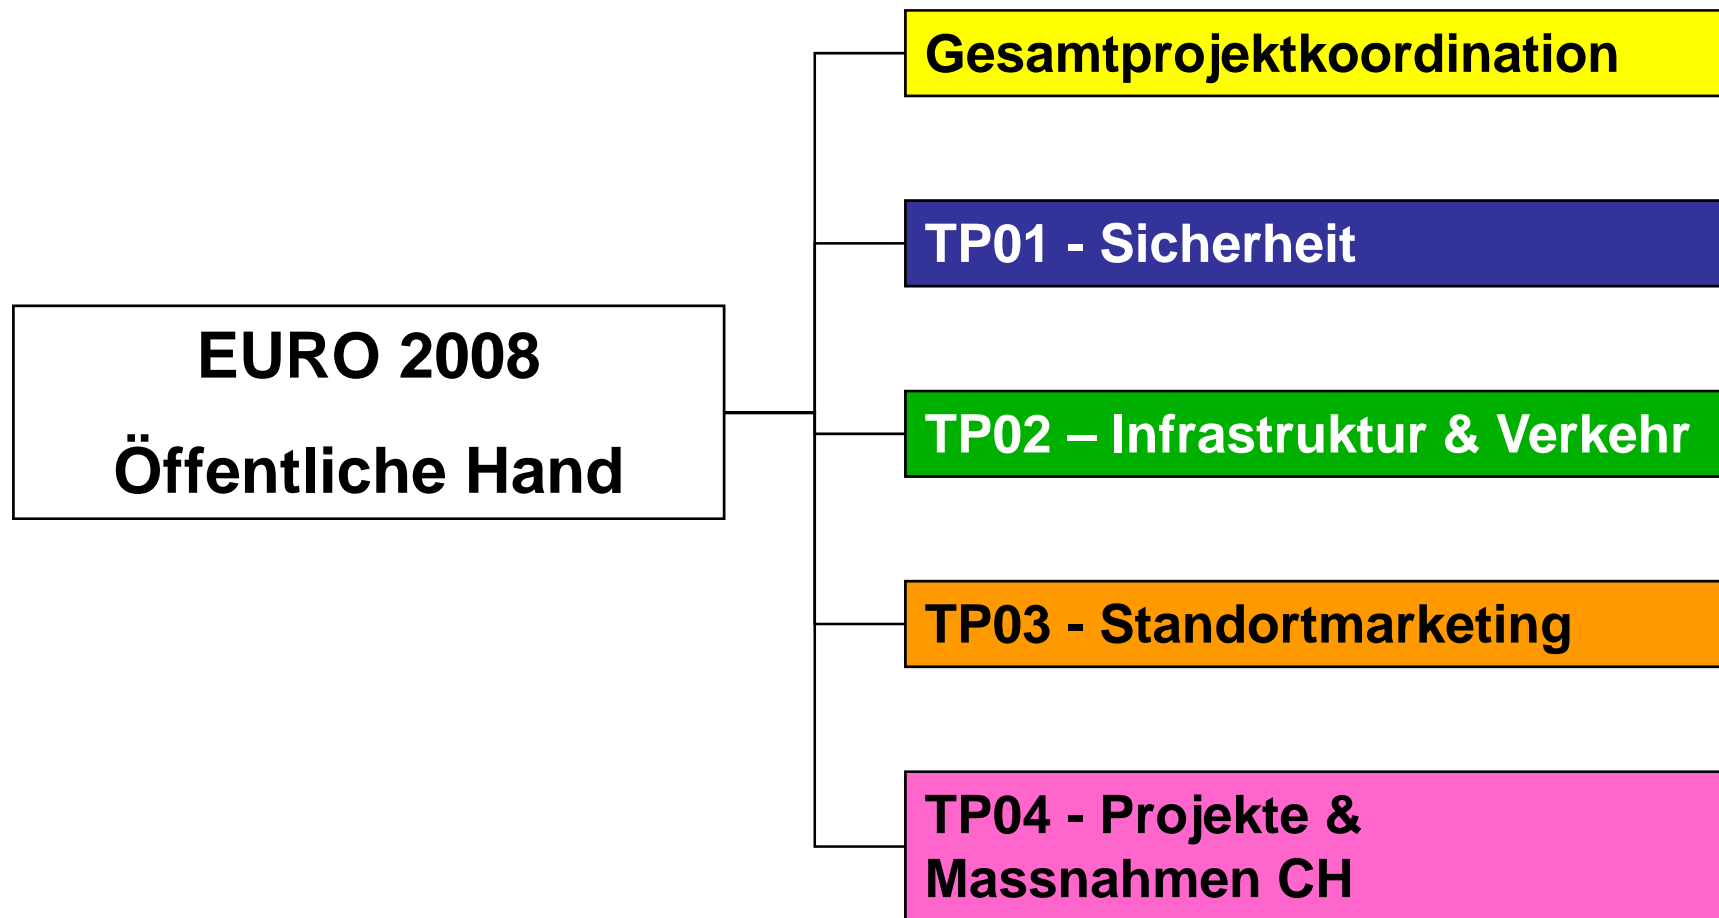 Gesamtprojektkoordination
TP01 - Sicherheit
EURO 2008
Öffentliche Hand
TP02 – Infrastruktur & Verkehr
TP03 - Standortmarketing
TP04 - Projekte &
Massnahmen CH